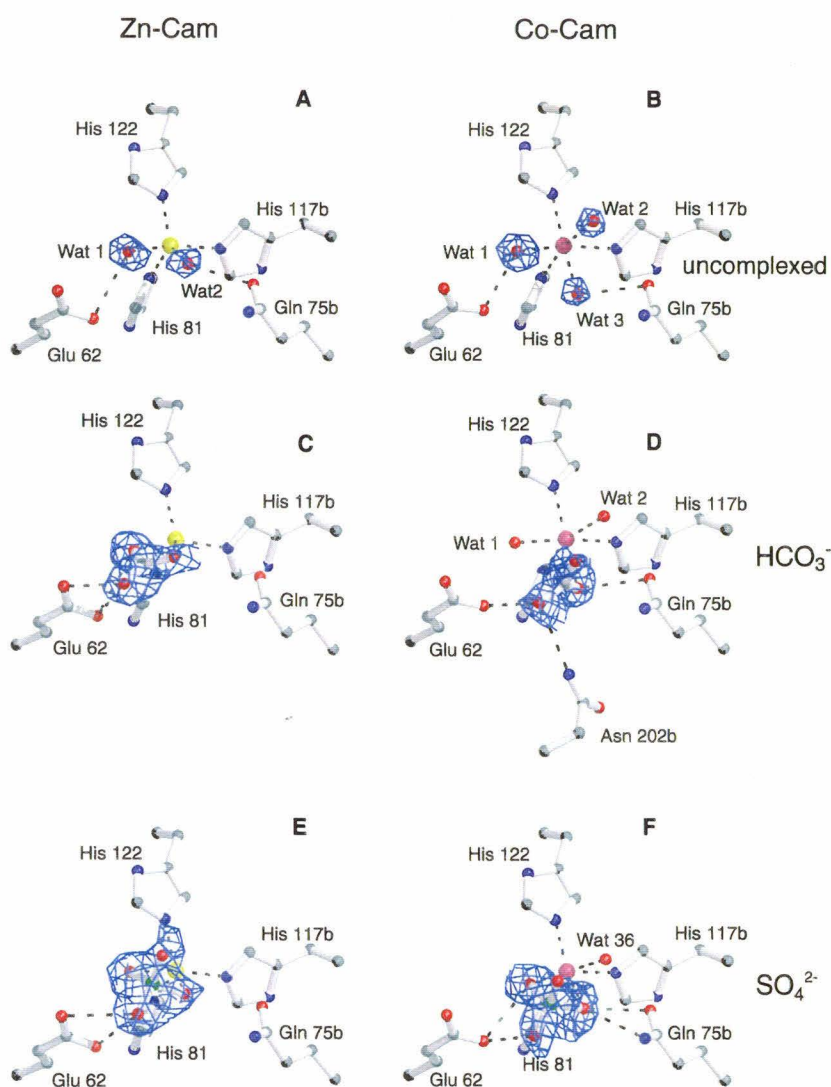 Zn-Cam
Co-Cam
A
His 122
His 117b
Wat 1
Wat2
His 81
Gln 75b
Glu 62
B
His 122
Wat 2
His 117b
Wat 1
uncomplexed
Wat 3
Gln 75b
His 81
Glu 62
C
His 122
His 117b
His 81
Gln 75b
Glu 62
D
His 122
Wat 2
His 117b
Wat 1
HCO₃⁻
Gln 75b
Glu 62
Asn 202b
E
His 122
His 117b
Gln 75b
His 81
Glu 62
F
His 122
Wat 36
His 117b
SO₄²⁻
Gln 75b
His 81
Glu 62